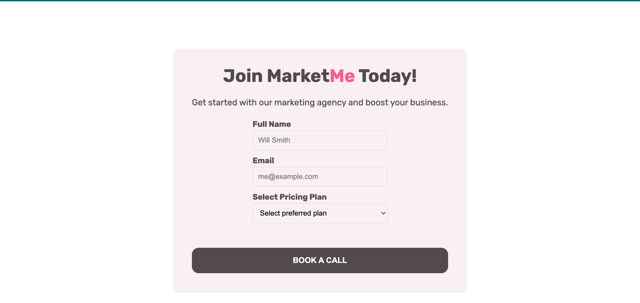 Join MarketMe Today!
Get started with our marketing agency and boost your business.
Full Name
Will Smith
Email
me@example.com
Select Pricing Plan
Select preferred plan
BOOK A CALL